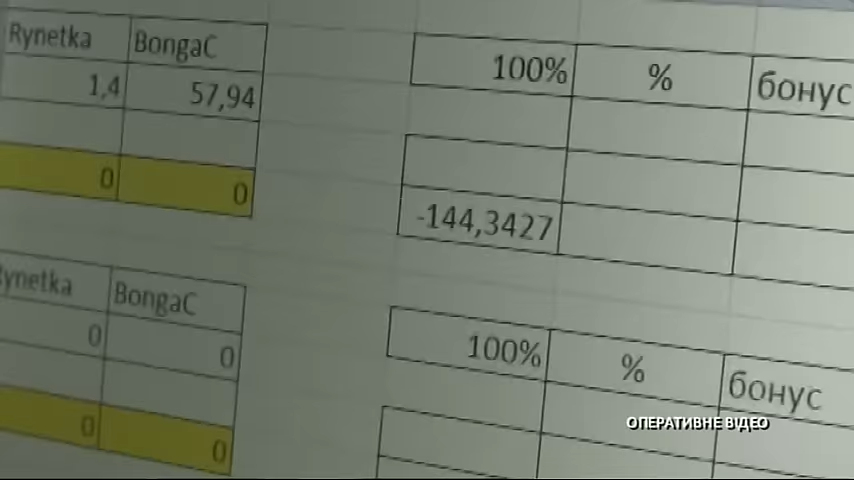 Rynetka BongaC
1,4 57,94
0 0
100% % бонус
-144,3427
ynetka BongaC
0 0
0 0
100% % бонус
ОПЕРАТИВНЕ ВІДЕО